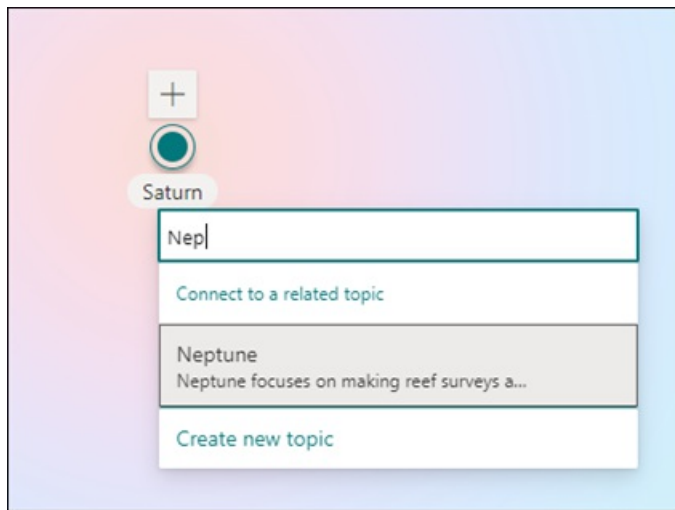 Saturn
Nep
Connect to a related topic
Neptune
Neptune focuses on making reef surveys a...
Create new topic